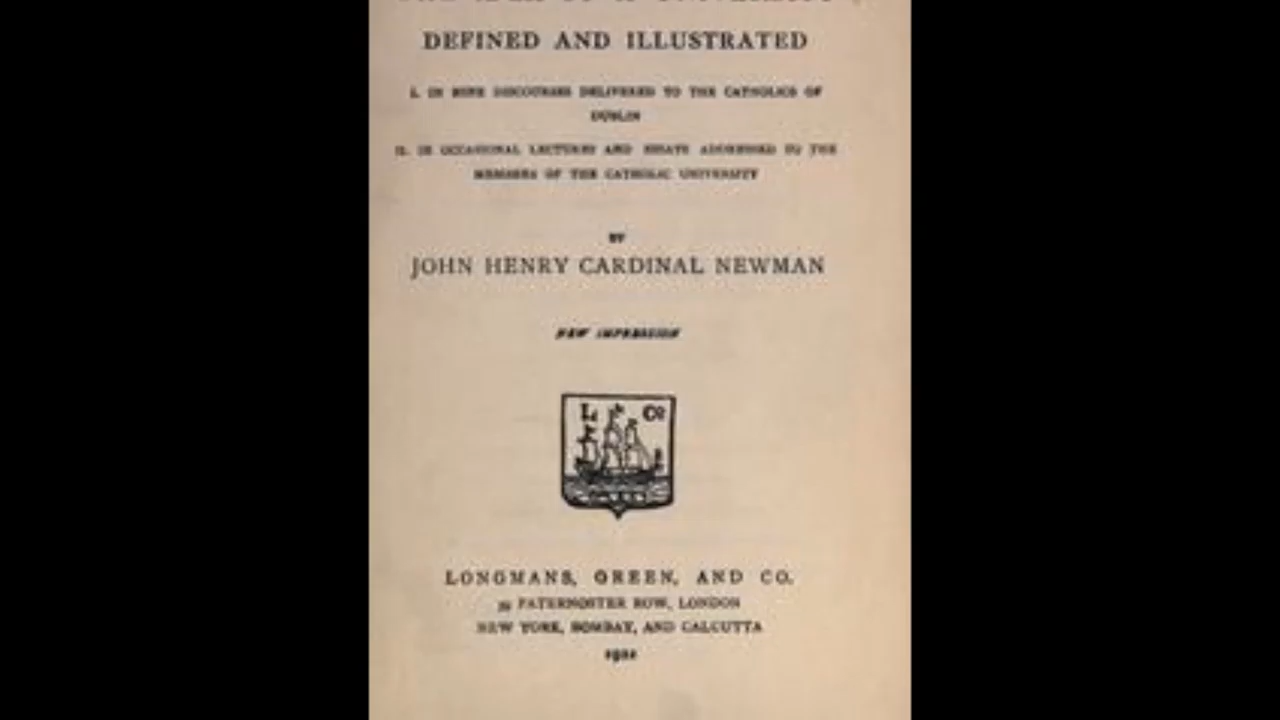 DEFINED AND ILLUSTRATED
I. IN NINE DISCOURSES DELIVERED TO THE CATHOLICS OF
DUBLIN
II. IN OCCASIONAL LECTURES AND ESSAYS ADDRESSED TO THE
MEMBERS OF THE CATHOLIC UNIVERSITY
BY
JOHN HENRY CARDINAL NEWMAN
NEW IMPRESSION
L Co
LONGMANS, GREEN, AND CO.
39 PATERNOSTER ROW, LONDON
NEW YORK, BOMBAY, AND CALCUTTA